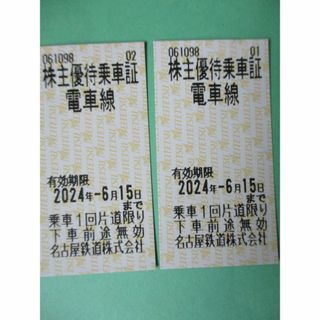 061098 02
株主優待乗車証
電車線
有効期限
2024年-6月15日
まで
乗車1回片道限り
下車前途無効
名古屋鉄道株式会社
061098 01
株主優待乗車証
電車線
有効期限
2024年-6月15日
まで
乗車1回片道限り
下車前途無効
名古屋鉄道株式会社